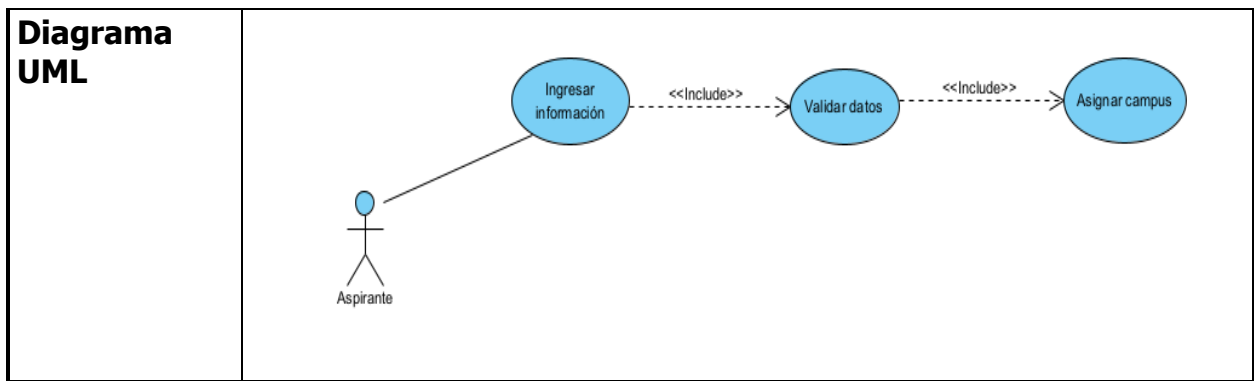 Diagrama
UML
Ingresar
información
<<Include>>
Validar datos
<<Include>>
Asignar campus
Aspirante